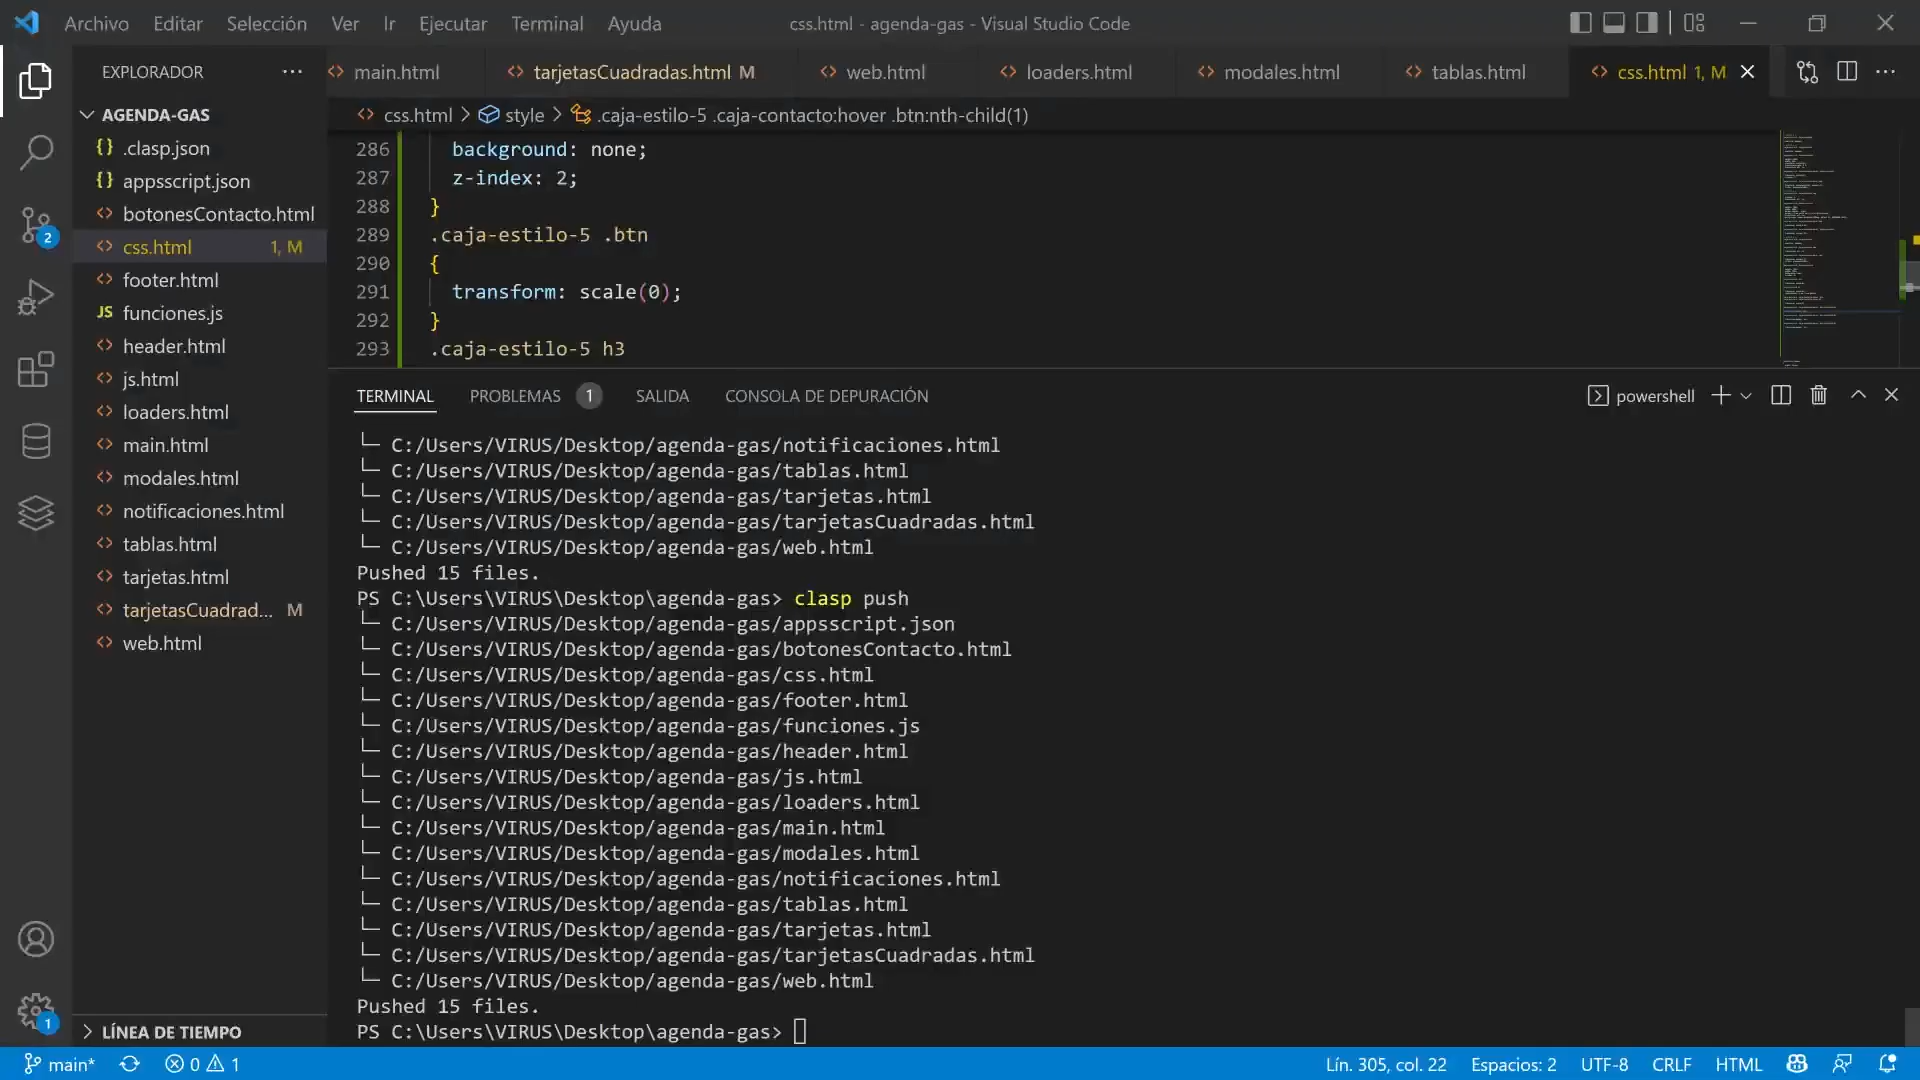 Archivo Editar Selección Ver Ir Ejecutar Terminal Ayuda css.html - agenda-gas - Visual Studio Code
EXPLORADOR
AGENDA-GAS
{} .clasp.json
{} appsscript.json
<> botonesContacto.html
<> css.html 1, M
<> footer.html
JS funciones.js
<> header.html
<> js.html
<> loaders.html
<> main.html
<> modales.html
<> notificaciones.html
<> tablas.html
<> tarjetas.html
<> tarjetasCuadrad... M
<> web.html
LÍNEA DE TIEMPO
2
1
<> main.html <> tarjetasCuadradas.html M <> web.html <> loaders.html <> modales.html <> tablas.html <> css.html 1, M
<> css.html > style > .caja-estilo-5 .caja-contacto:hover .btn:nth-child(1)
286 background: none;
287 z-index: 2;
288 }
289 .caja-estilo-5 .btn
290 {
291 transform: scale(0);
292 }
293 .caja-estilo-5 h3
TERMINAL PROBLEMAS 1 SALIDA CONSOLA DE DEPURACIÓN powershell
└─ C:/Users/VIRUS/Desktop/agenda-gas/notificaciones.html
└─ C:/Users/VIRUS/Desktop/agenda-gas/tablas.html
└─ C:/Users/VIRUS/Desktop/agenda-gas/tarjetas.html
└─ C:/Users/VIRUS/Desktop/agenda-gas/tarjetasCuadradas.html
└─ C:/Users/VIRUS/Desktop/agenda-gas/web.html
Pushed 15 files.
PS C:\Users\VIRUS\Desktop\agenda-gas> clasp push
└─ C:/Users/VIRUS/Desktop/agenda-gas/appsscript.json
└─ C:/Users/VIRUS/Desktop/agenda-gas/botonesContacto.html
└─ C:/Users/VIRUS/Desktop/agenda-gas/css.html
└─ C:/Users/VIRUS/Desktop/agenda-gas/footer.html
└─ C:/Users/VIRUS/Desktop/agenda-gas/funciones.js
└─ C:/Users/VIRUS/Desktop/agenda-gas/header.html
└─ C:/Users/VIRUS/Desktop/agenda-gas/js.html
└─ C:/Users/VIRUS/Desktop/agenda-gas/loaders.html
└─ C:/Users/VIRUS/Desktop/agenda-gas/main.html
└─ C:/Users/VIRUS/Desktop/agenda-gas/modales.html
└─ C:/Users/VIRUS/Desktop/agenda-gas/notificaciones.html
└─ C:/Users/VIRUS/Desktop/agenda-gas/tablas.html
└─ C:/Users/VIRUS/Desktop/agenda-gas/tarjetas.html
└─ C:/Users/VIRUS/Desktop/agenda-gas/tarjetasCuadradas.html
└─ C:/Users/VIRUS/Desktop/agenda-gas/web.html
Pushed 15 files.
PS C:\Users\VIRUS\Desktop\agenda-gas>
main* 0 1 Lín. 305, col. 22 Espacios: 2 UTF-8 CRLF HTML